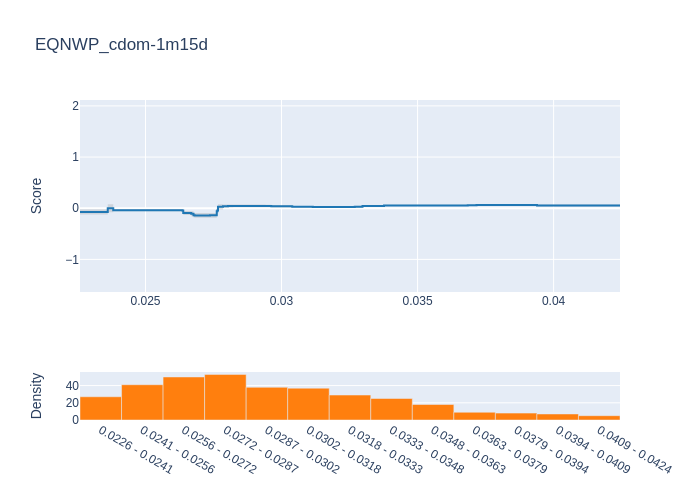 EQNWP_cdom-1m15d
Score
2
1
0
−1
0.025
0.03
0.035
0.04
Density
40
20
0
0.0226 - 0.0241
0.0241 - 0.0256
0.0256 - 0.0272
0.0272 - 0.0287
0.0287 - 0.0302
0.0302 - 0.0318
0.0318 - 0.0333
0.0333 - 0.0348
0.0348 - 0.0363
0.0363 - 0.0379
0.0379 - 0.0394
0.0394 - 0.0409
0.0409 - 0.0424